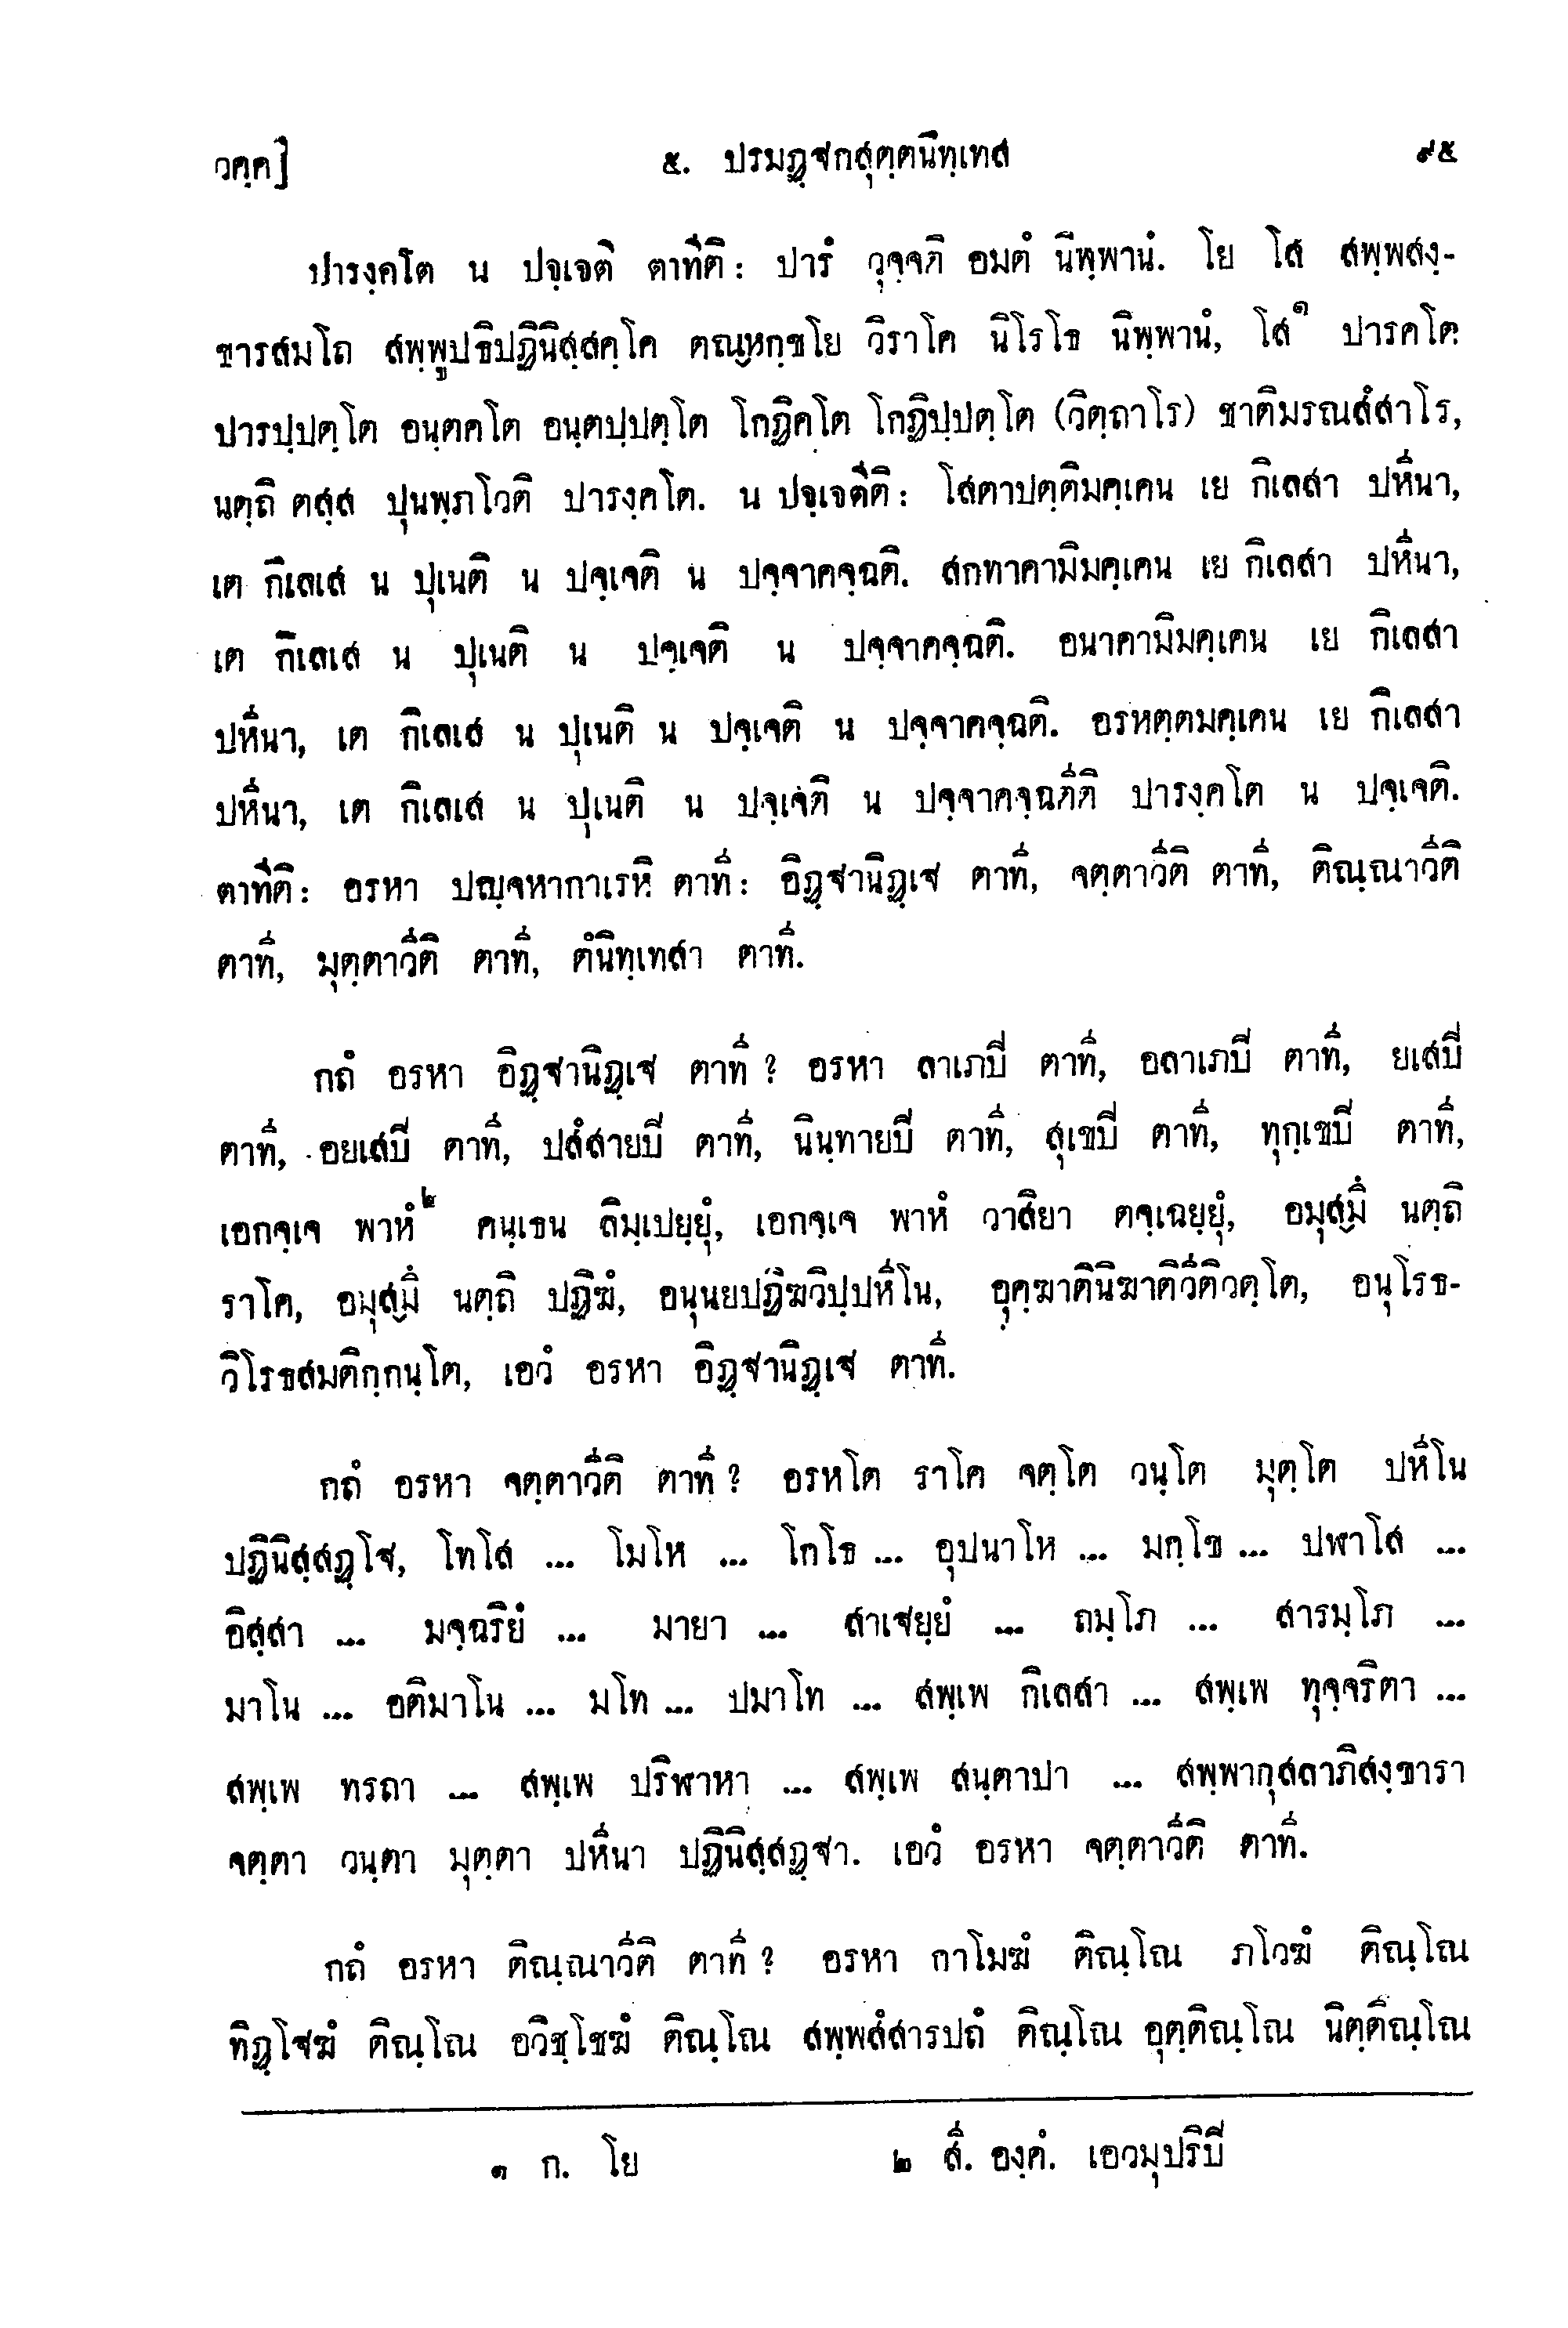 วคฺค]	๕. ปรมฏฺฐกสุตฺตนิทฺเทส	๙๕
ปารงฺคโต น ปจฺเจติ ตาทีติ: ปารํ วุจฺจติ อมตํ นิพฺพานํ. โย โส สพฺพสงฺ-
ขารสมโถ สพฺพูปธิปฏินิสฺสคฺโค ตณฺหกฺขโย วิราโค นิโรโธ นิพฺพานํ, โส๑ ปารคโต
ปารปฺปตฺโต อนฺตคโต อนฺตปฺปตฺโต โกฏิคโต โกฏิปฺปตฺโต (วิตฺถาโร) ชาติมรณสํสาโร,
นตฺถิ ตสฺส ปุนพฺภโวติ ปารงฺคโต. น ปจฺเจตีติ: โสตาปตฺติมคฺเคน เย กิเลสา ปหีนา,
เต กิเลเส น ปุเนติ น ปจฺเจติ น ปจฺจาคจฺฉติ. สกทาคามิมคฺเคน เย กิเลสา ปหีนา,
เต กิเลเส น ปุเนติ น ปจฺเจติ น ปจฺจาคจฺฉติ. อนาคามิมคฺเคน เย กิเลสา
ปหีนา, เต กิเลเส น ปุเนติ น ปจฺเจติ น ปจฺจาคจฺฉติ. อรหตฺตมคฺเคน เย กิเลสา
ปหีนา, เต กิเลเส น ปุเนติ น ปจฺเจติ น ปจฺจาคจฺฉตีติ ปารงฺคโต น ปจฺเจติ.
ตาทีติ: อรหา ปญฺจหากาเรหิ ตาที: อิฏฺฐานิฏฺเฐ ตาที, จตฺตาวีติ ตาที, ติณฺณาวีติ
ตาที, มุตฺตาวีติ ตาที, ตํนิทฺเทสา ตาที.
กถํ อรหา อิฏฺฐานิฏฺเฐ ตาที? อรหา ลาเภปี ตาที, อลาเภปี ตาที, ยเสปี
ตาที, อยเสปี ตาที, ปสํสายปี ตาที, นินฺทายปี ตาที, สุเขปี ตาที, ทุกฺเขปี ตาที,
เอกจฺเจ พาหํ๒ คนฺเธน ลิมฺเปยฺยุํ, เอกจฺเจ พาหํ วาสิยา ตจฺเฉยฺยุํ, อมุสฺมึ นตฺถิ
ราโค, อมุสฺมึ นตฺถิ ปฏิฆํ, อนุนยปฏิฆวิปฺปหีโน, อุคฺฆาตินิฆาติวีติวตฺโต, อนุโรธ-
วิโรธสมติกฺกนฺโต, เอวํ อรหา อิฏฺฐานิฏฺเฐ ตาที.
กถํ อรหา จตฺตาวีติ ตาที? อรหโต ราโค จตฺโต วนฺโต มุตฺโต ปหีโน
ปฏินิสฺสฏฺโฐ, โทโส ... โมโห ... โกโธ ... อุปนาโห ... มกฺโข ... ปฬาโส ...
อิสฺสา ... มจฺฉริยํ ... มายา ... สาเฐยฺยํ ... ถมฺโภ ... สารมฺโภ ...
มาโน ... อติมาโน ... มโท ... ปมาโท ... สพฺเพ กิเลสา ... สพฺเพ ทุจฺจริตา ...
สพฺเพ ทรถา ... สพฺเพ ปริฬาหา ... สพฺเพ สนฺตาปา ... สพฺพากุสลาภิสงฺขารา
จตฺตา วนฺตา มุตฺตา ปหีนา ปฏินิสฺสฏฺฐา. เอวํ อรหา จตฺตาวีติ ตาที.
กถํ อรหา ติณฺณาวีติ ตาที? อรหา กาโมฆํ ติณฺโณ ภโวฆํ ติณฺโณ
ทิฏฺโฐฆํ ติณฺโณ อวิชฺโชฆํ ติณฺโณ สพฺพสํสารปถํ ติณฺโณ อุตฺติณฺโณ นิตฺติณฺโณ
๑ ก. โย	๒ สี. องฺคํ. เอวมุปริปี